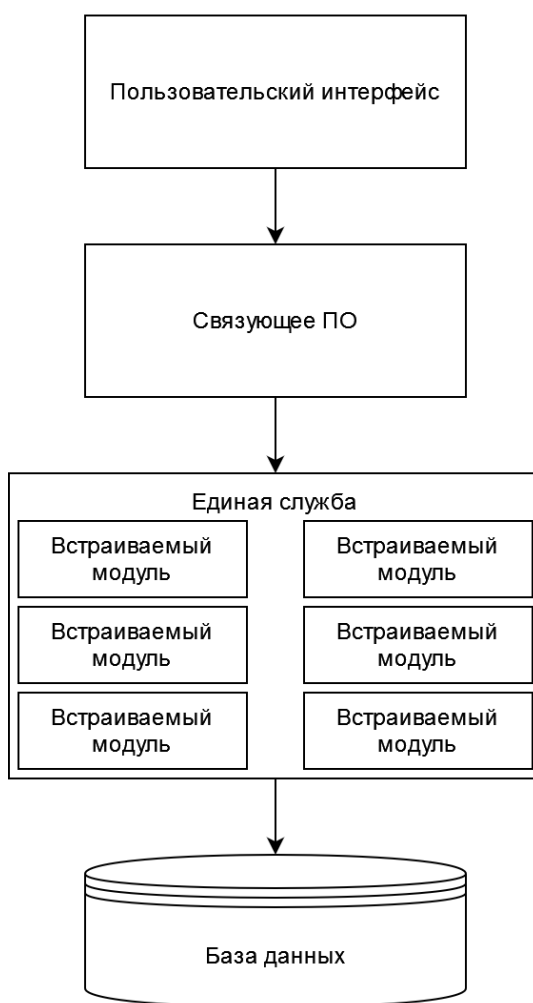 Пользовательский интерфейс
Связующее ПО
Единая служба
Встраиваемый
модуль
Встраиваемый
модуль
Встраиваемый
модуль
Встраиваемый
модуль
Встраиваемый
модуль
Встраиваемый
модуль
База данных